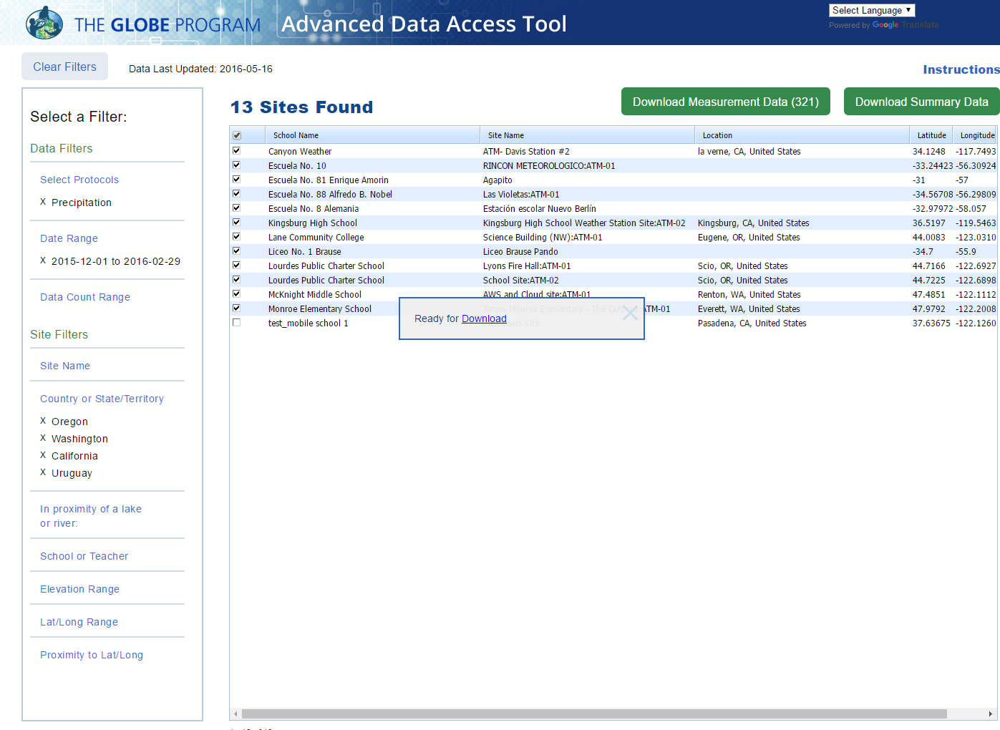 THE GLOBE PROGRAM Advanced Data Access Tool
Select Language ▼
Powered by Google Translate
Clear Filters
Data Last Updated: 2016-05-16
Instructions
Select a Filter:
Data Filters
Select Protocols
X Precipitation
Date Range
X 2015-12-01 to 2016-02-29
Data Count Range
Site Filters
Site Name
Country or State/Territory
X Oregon
X Washington
X California
X Uruguay
In proximity of a lake
or river:
School or Teacher
Elevation Range
Lat/Long Range
Proximity to Lat/Long
13 Sites Found
Download Measurement Data (321)
Download Summary Data
School Name Site Name Location Latitude Longitude
Canyon Weather ATM- Davis Station #2 la verne, CA, United States 34.1248 -117.7493
Escuela No. 10 RINCON METEOROLOGICO:ATM-01 -33.24423 -56.30924
Escuela No. 81 Enrique Amorin Agapito -31 -57
Escuela No. 88 Alfredo B. Nobel Las Violetas:ATM-01 -34.56708 -56.29809
Escuela No. 8 Alemania Estación escolar Nuevo Berlín -32.97972 -58.057
Kingsburg High School Kingsburg High School Weather Station Site:ATM-02 Kingsburg, CA, United States 36.5197 -119.5463
Lane Community College Science Building (NW):ATM-01 Eugene, OR, United States 44.0083 -123.0310
Liceo No. 1 Brause Liceo Brause Pando -34.7 -55.9
Lourdes Public Charter School Lyons Fire Hall:ATM-01 Scio, OR, United States 44.7166 -122.6927
Lourdes Public Charter School School Site:ATM-02 Scio, OR, United States 44.7225 -122.6898
McKnight Middle School AWS and Cloud site:ATM-01 Renton, WA, United States 47.4851 -122.1112
Monroe Elementary School James Monroe Elementary - The ATM-01 Everett, WA, United States 47.9792 -122.2008
test_mobile school 1 Site Pasadena, CA, United States 37.63675 -122.1260
Ready for Download